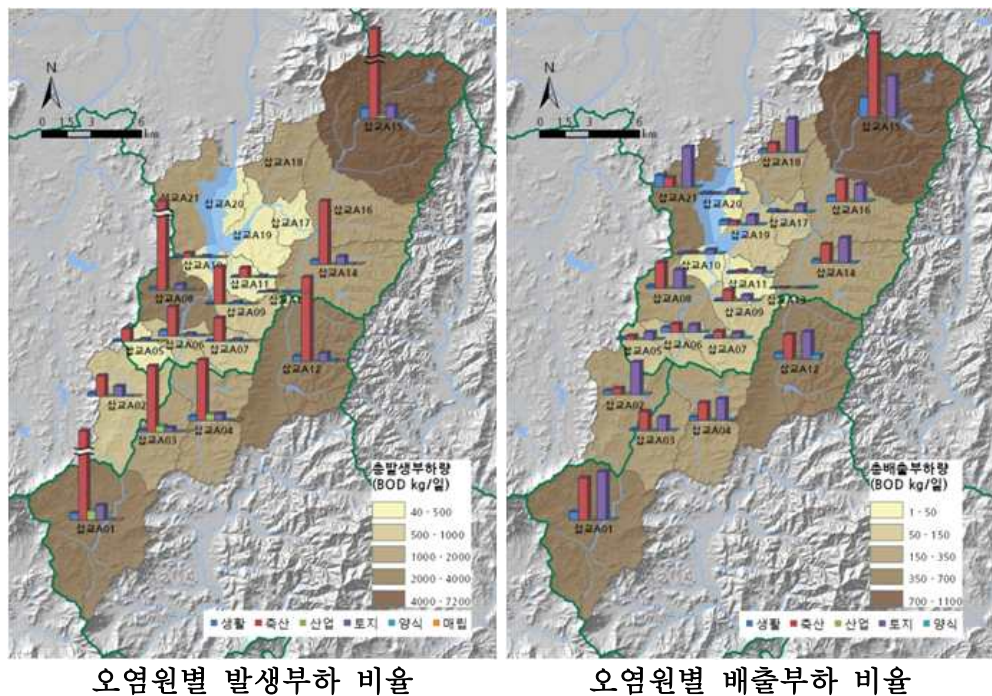 N
0 1.5 3 6
km
삽교A15
삽교A18
삽교A21
삽교A20
삽교A17
삽교A16
삽교A19
삽교A10
삽교A14
삽교A11
삽교A08
삽교A09
삽교A05
삽교A06
삽교A07
삽교A12
삽교A02
삽교A03
삽교A04
삽교A01
총발생부하량
(BOD kg/일)
40 - 500
500 - 1000
1000 - 2000
2000 - 4000
4000 - 7200
생활 축산 산업 토지 양식 매립
오염원별 발생부하 비율
N
0 1.5 3 6
km
삽교A15
삽교A18
삽교A21
삽교A20
삽교A17
삽교A16
삽교A19
삽교A10
삽교A14
삽교A11
삽교A08
삽교A13
삽교A09
삽교A05
삽교A06
삽교A07
삽교A12
삽교A02
삽교A03
삽교A04
삽교A01
총배출부하량
(BOD kg/일)
1 - 50
50 - 150
150 - 350
350 - 700
700 - 1100
생활 축산 산업 토지 양식
오염원별 배출부하 비율